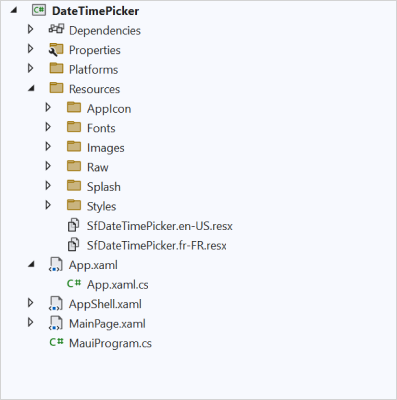 C# DateTimePicker
Dependencies
Properties
Platforms
Resources
AppIcon
Fonts
Images
Raw
Splash
Styles
SfDateTimePicker.en-US.resx
SfDateTimePicker.fr-FR.resx
App.xaml
C# App.xaml.cs
AppShell.xaml
MainPage.xaml
C# MauiProgram.cs